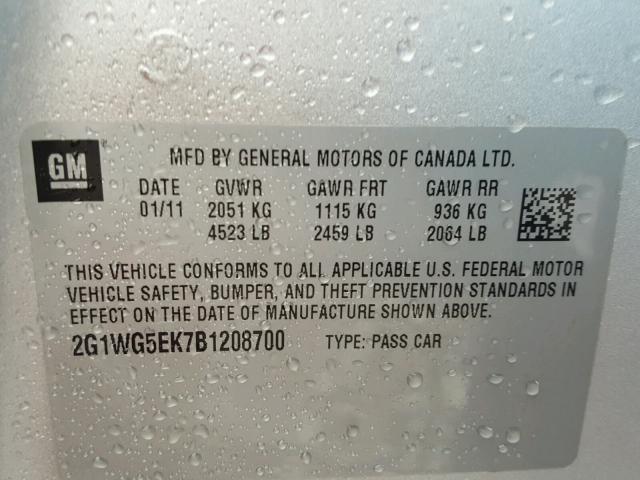 GM
MFD BY GENERAL MOTORS OF CANADA LTD.
DATE GVWR GAWR FRT GAWR RR
01/11 2051 KG 1115 KG 936 KG
4523 LB 2459 LB 2064 LB
THIS VEHICLE CONFORMS TO ALL APPLICABLE U.S. FEDERAL MOTOR
VEHICLE SAFETY, BUMPER, AND THEFT PREVENTION STANDARDS IN
EFFECT ON THE DATE OF MANUFACTURE SHOWN ABOVE.
2G1WG5EK7B1208700 TYPE: PASS CAR